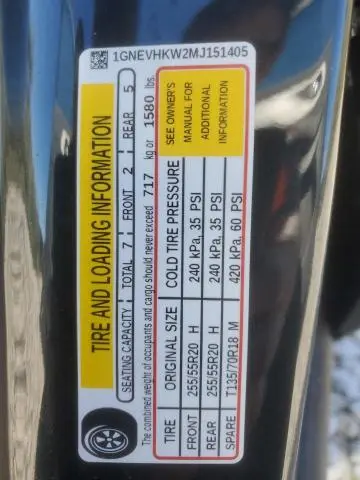 1GNEVHKW2MJ151405
TIRE AND LOADING INFORMATION
SEATING CAPACITY TOTAL 7 FRONT 2 REAR 5
The combined weight of occupants and cargo should never exceed 717 kg or 1580 lbs.
TIRE ORIGINAL SIZE COLD TIRE PRESSURE
FRONT 255/55R20 H 240 kPa, 35 PSI
REAR 255/55R20 H 240 kPa, 35 PSI
SPARE T135/70R18 M 420 kPa, 60 PSI
SEE OWNER'S
MANUAL FOR
ADDITIONAL
INFORMATION